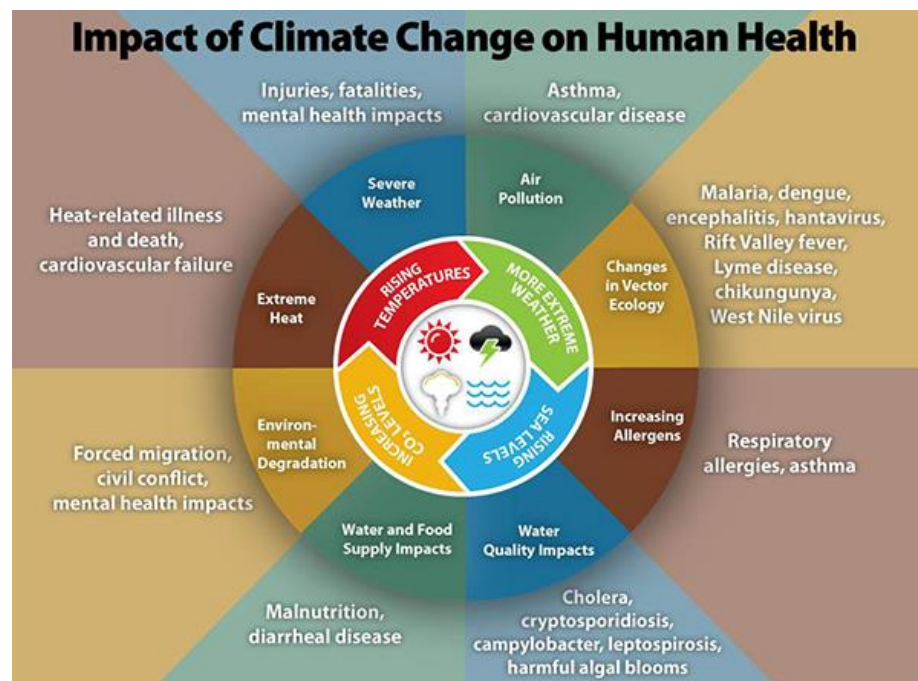 Impact of Climate Change on Human Health
Injuries, fatalities,
mental health impacts
Asthma,
cardiovascular disease
Severe
Weather
Air
Pollution
Heat-related illness
and death,
cardiovascular failure
Malaria, dengue,
encephalitis, hantavirus,
Rift Valley fever,
Lyme disease,
chikungunya,
West Nile virus
Extreme
Heat
RISING
TEMPERATURES
MORE EXTREME
WEATHER
Changes
in Vector
Ecology
Environ-
mental
Degradation
INCREASING
CO₂ LEVELS
RISING
SEA LEVELS
Increasing
Allergens
Forced migration,
civil conflict,
mental health impacts
Respiratory
allergies, asthma
Water and Food
Supply Impacts
Water
Quality Impacts
Malnutrition,
diarrheal disease
Cholera,
cryptosporidiosis,
campylobacter, leptospirosis,
harmful algal blooms